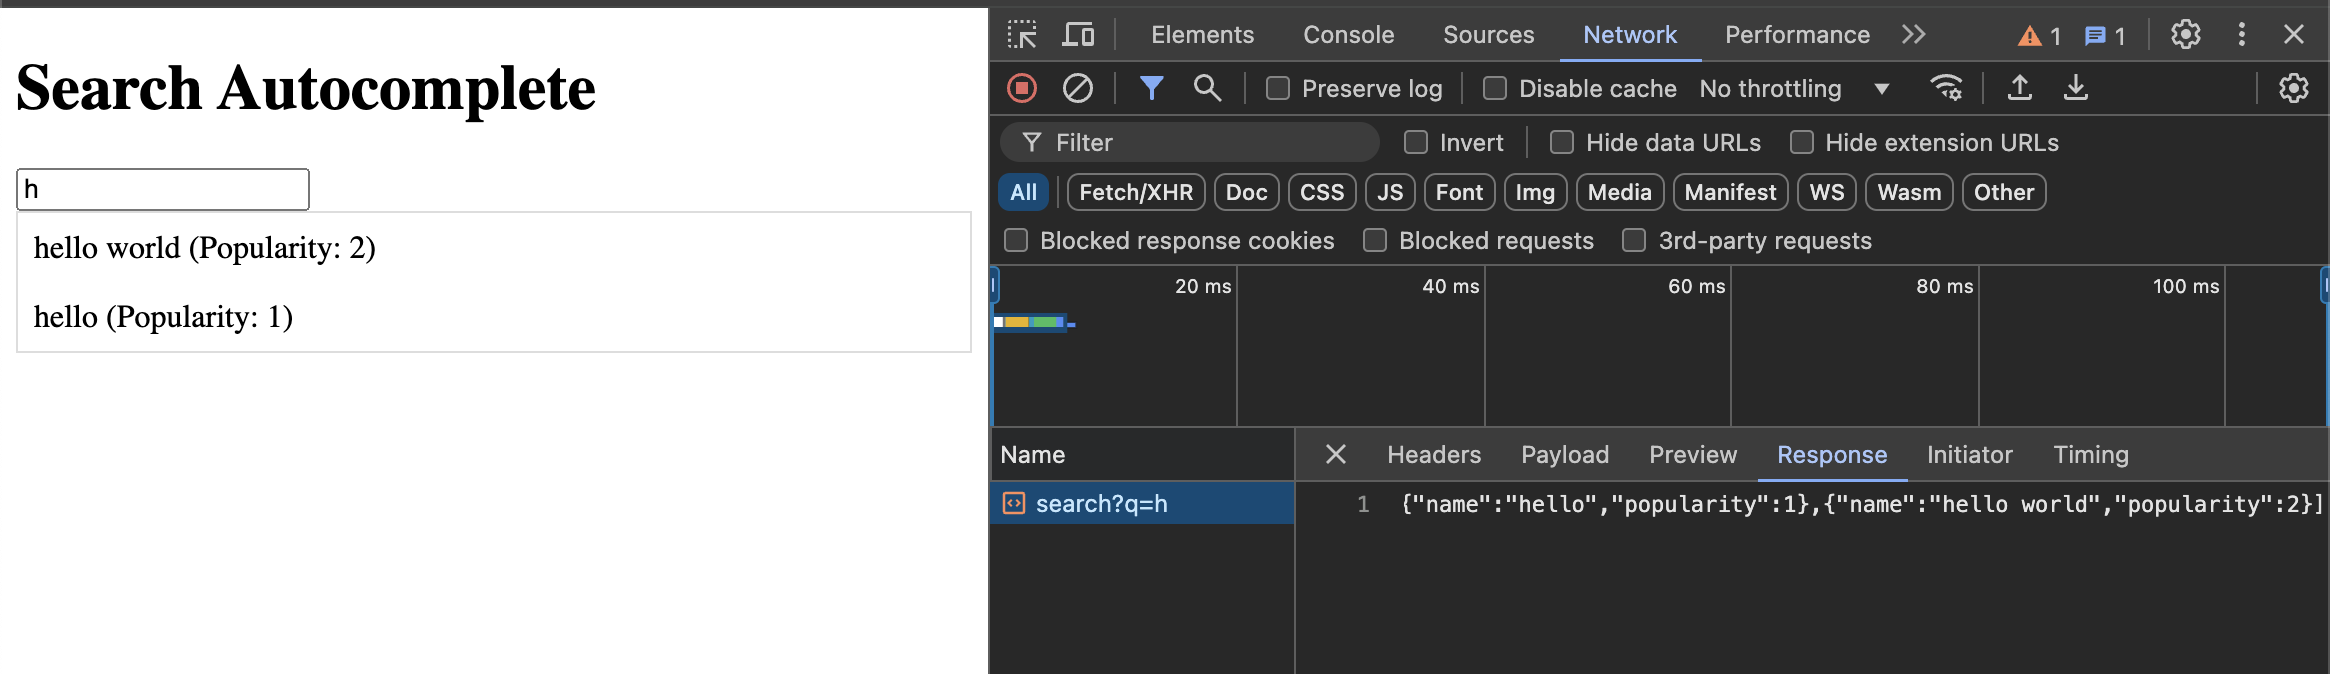 Search Autocomplete
h
hello world (Popularity: 2)
hello (Popularity: 1)
Elements Console Sources Network Performance 1 1
Preserve log Disable cache No throttling
Filter Invert Hide data URLs Hide extension URLs
All Fetch/XHR Doc CSS JS Font Img Media Manifest WS Wasm Other
Blocked response cookies Blocked requests 3rd-party requests
20 ms 40 ms 60 ms 80 ms 100 ms
Name Headers Payload Preview Response Initiator Timing
search?q=h 1 {"name":"hello","popularity":1},{"name":"hello world","popularity":2}]